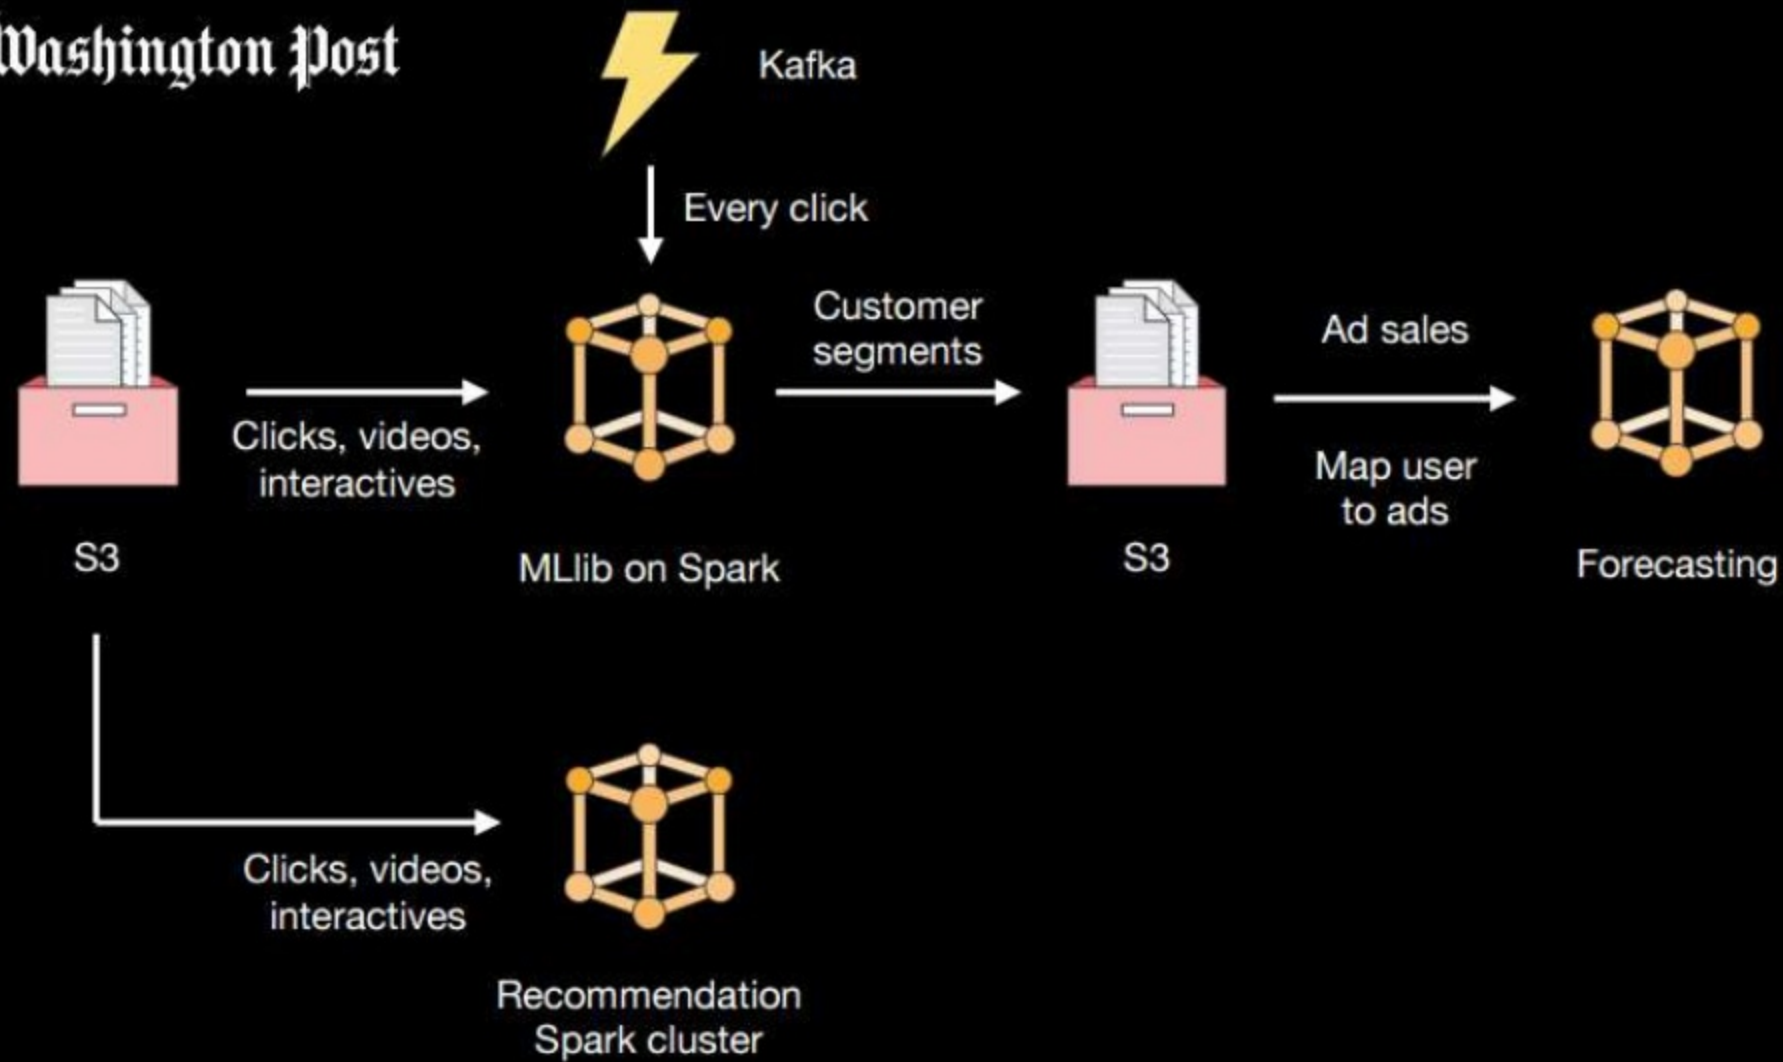 Washington Post
Kafka
Every click
Customer
segments
Ad sales
Clicks, videos,
interactives
Map user
to ads
S3
MLlib on Spark
S3
Forecasting
Clicks, videos,
interactives
Recommendation
Spark cluster